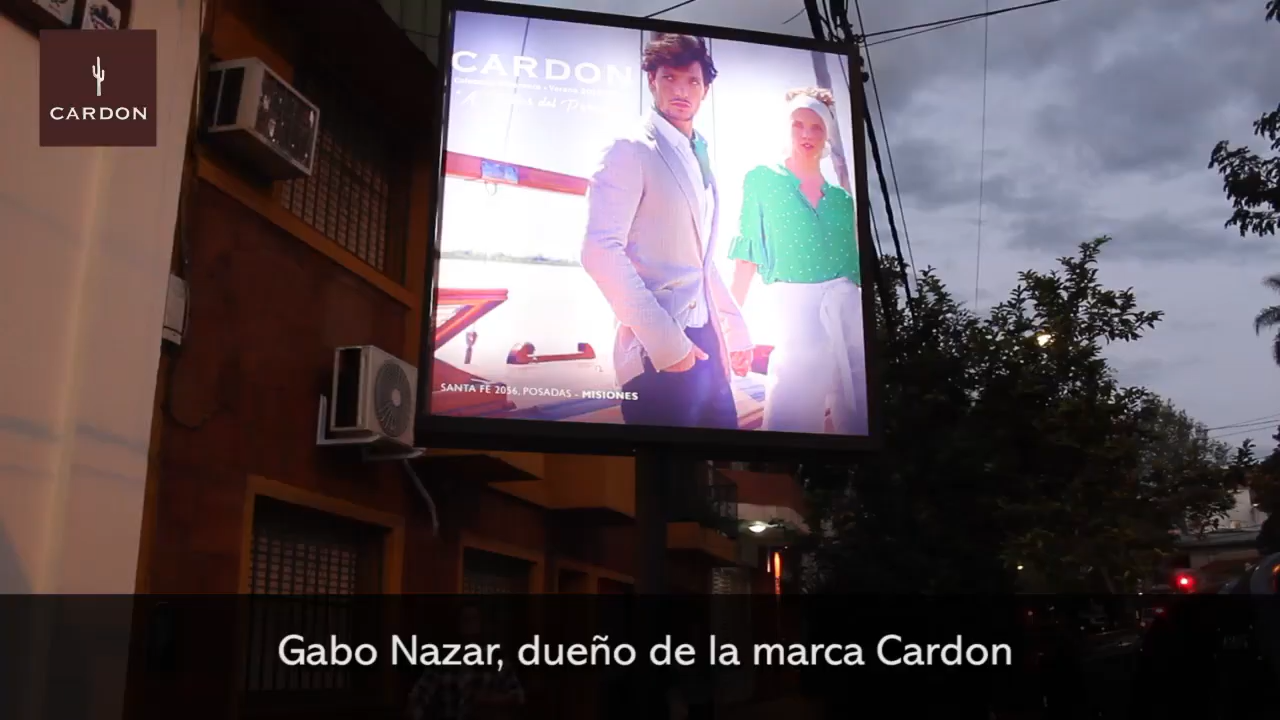 CARDON
CARDON
SANTA FE 2056, POSADAS - MISIONES
Gabo Nazar, dueño de la marca Cardon